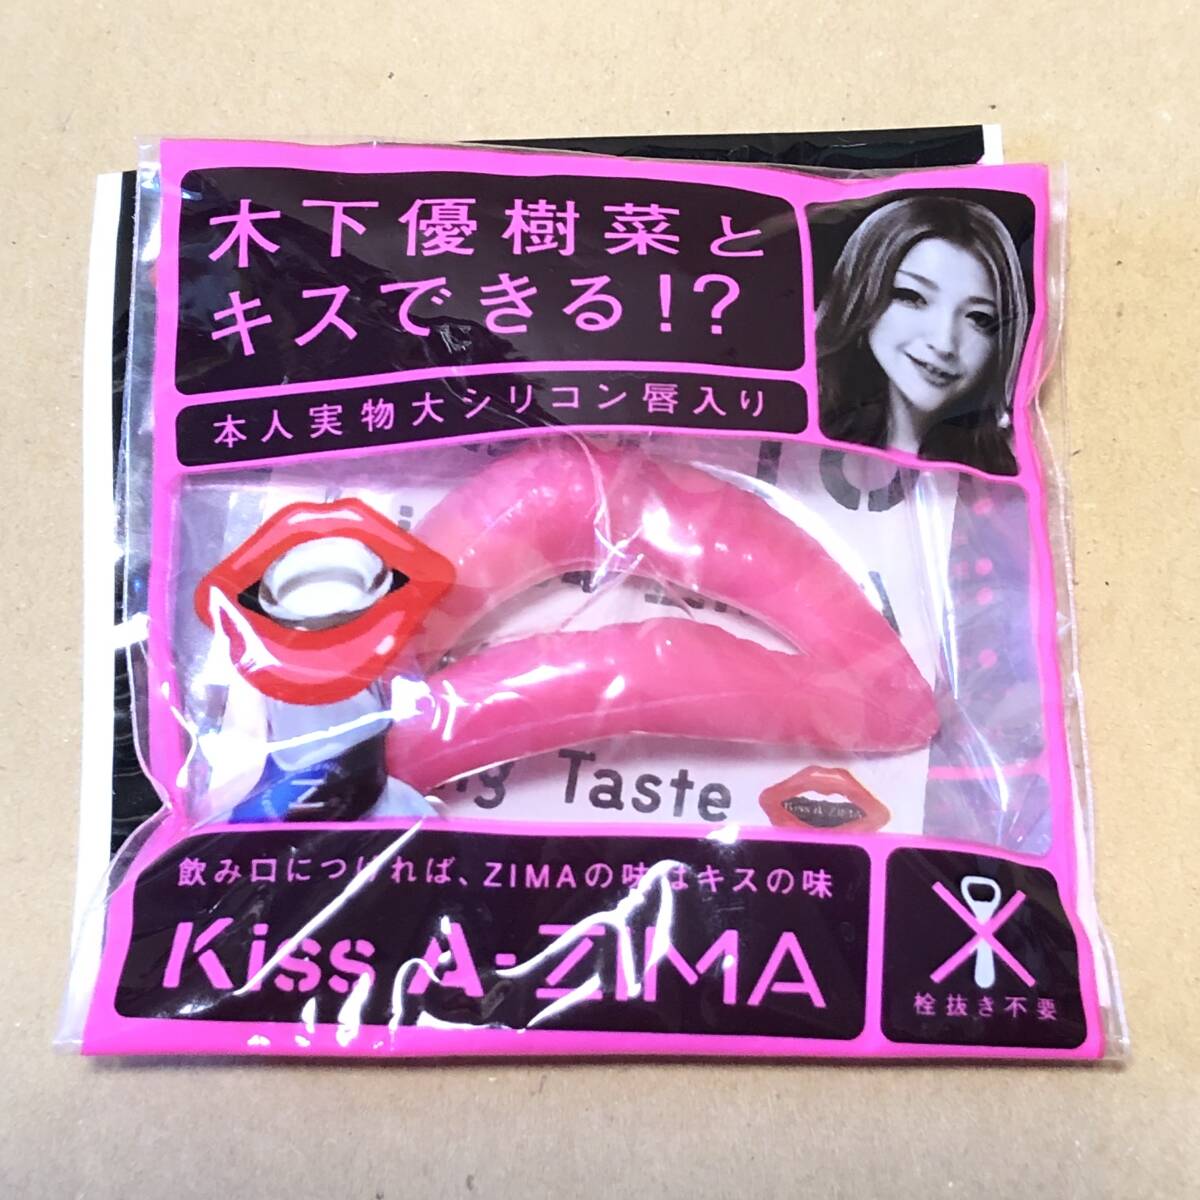 木下優樹菜と
キスできる!?
本人実物大シリコン唇入り
Taste
Kiss A-ZIMA
Z
飲み口につければ、ZIMAの味はキスの味
Kiss A-ZIMA
栓抜き不要